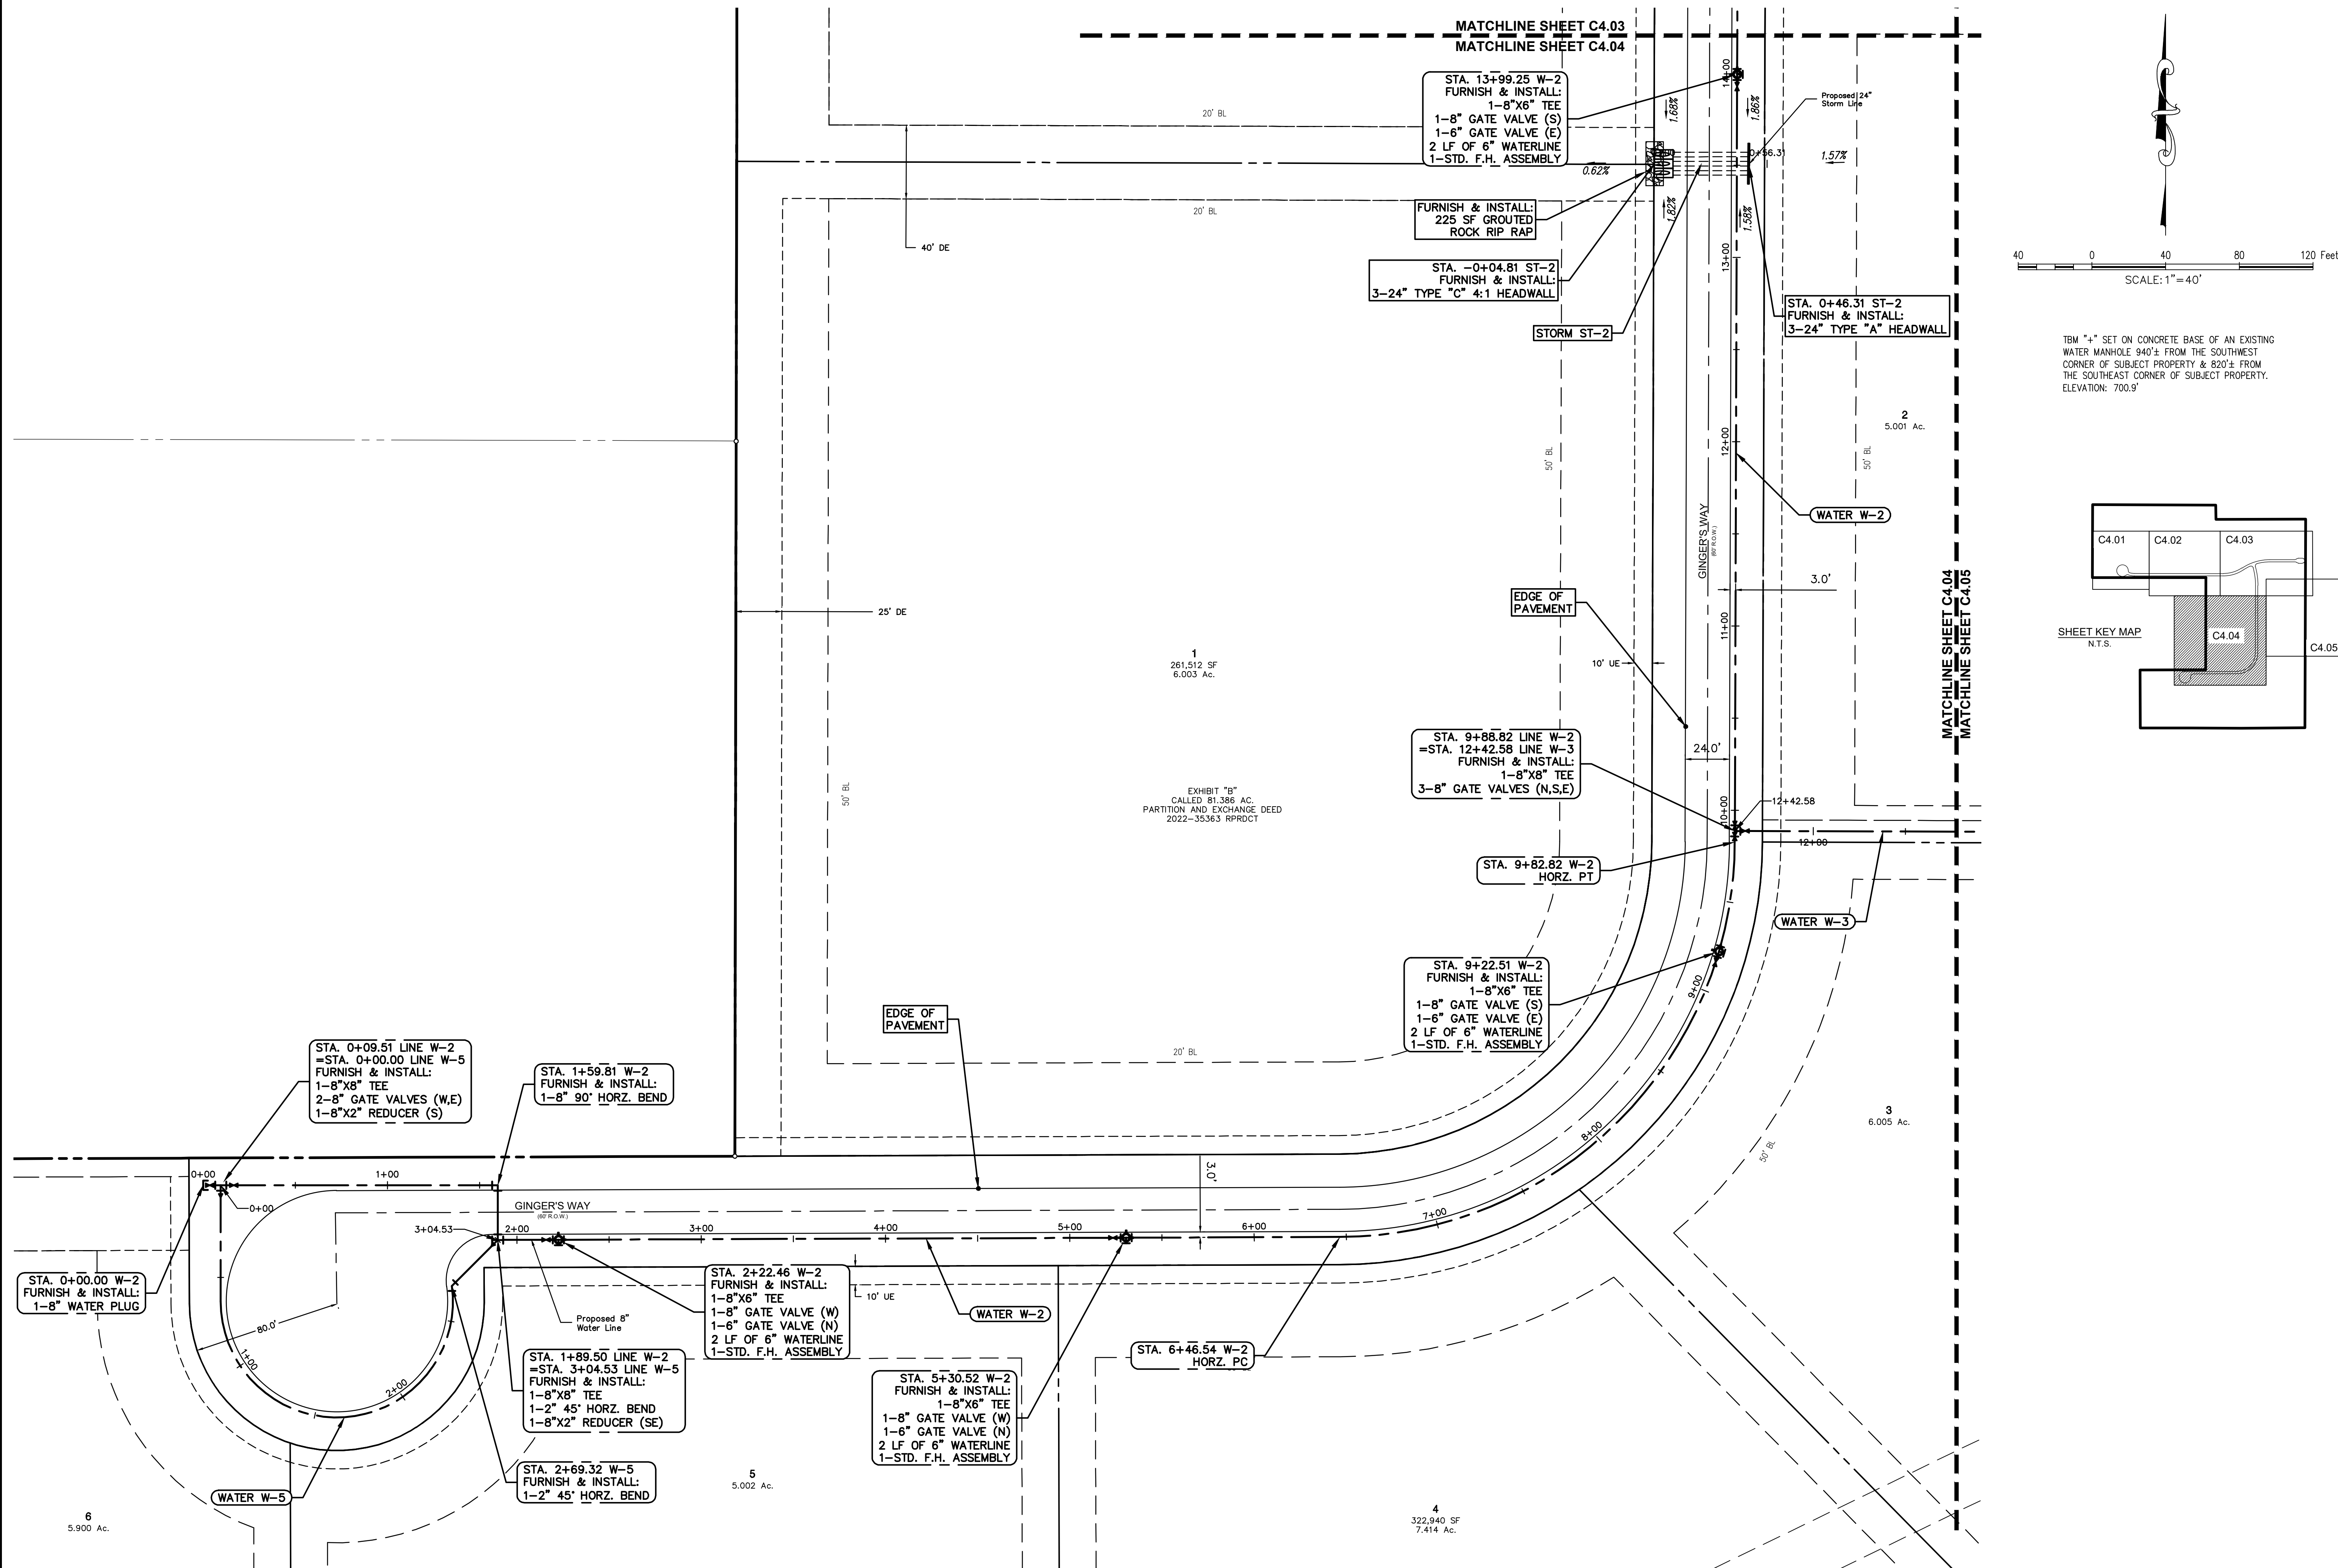 MATCHLINE SHEET C4.03
MATCHLINE SHEET C4.04
STA. 13+99.25 W-2
FURNISH & INSTALL:
1-8"X6" TEE
1-8" GATE VALVE (S)
1-6" GATE VALVE (E)
2 LF OF 6" WATERLINE
1-STD. F.H. ASSEMBLY
14+00
1.68%
1.86%
Proposed 24"
Storm Line
20' BL
0+56.31
1.57%
0.62%
1.82%
1.58%
20' BL
FURNISH & INSTALL:
225 SF GROUTED
ROCK RIP RAP
40' DE
13+00
STA. -0+04.81 ST-2
FURNISH & INSTALL:
3-24" TYPE "C" 4:1 HEADWALL
STORM ST-2
STA. 0+46.31 ST-2
FURNISH & INSTALL:
3-24" TYPE "A" HEADWALL
40 0 40 80 120 Feet
SCALE: 1"=40'
TBM "+" SET ON CONCRETE BASE OF AN EXISTING
WATER MANHOLE 940'± FROM THE SOUTHWEST
CORNER OF SUBJECT PROPERTY & 820'± FROM
THE SOUTHEAST CORNER OF SUBJECT PROPERTY.
ELEVATION: 700.9'
2
5.001 Ac.
12+00
50' BL
50' BL
WATER W-2
GINGER'S WAY
(60' R.O.W.)
C4.01
C4.02
C4.03
C4.04
C4.05
SHEET KEY MAP
N.T.S.
MATCHLINE SHEET C4.04
MATCHLINE SHEET C4.05
3.0'
EDGE OF
PAVEMENT
25' DE
11+00
1
261,512 SF
6.003 Ac.
10' UE
STA. 9+88.82 LINE W-2
=STA. 12+42.58 LINE W-3
FURNISH & INSTALL:
1-8"X8" TEE
3-8" GATE VALVES (N,S,E)
24.0'
50' BL
EXHIBIT "B"
CALLED 81.386 AC.
PARTITION AND EXCHANGE DEED
2022-35363 RPRDCT
10+00
12+42.58
12+00
STA. 9+82.82 W-2
HORZ. PT
WATER W-3
STA. 9+22.51 W-2
FURNISH & INSTALL:
1-8"X6" TEE
1-8" GATE VALVE (S)
1-6" GATE VALVE (E)
2 LF OF 6" WATERLINE
1-STD. F.H. ASSEMBLY
9+00
EDGE OF
PAVEMENT
20' BL
STA. 0+09.51 LINE W-2
=STA. 0+00.00 LINE W-5
FURNISH & INSTALL:
1-8"X8" TEE
2-8" GATE VALVES (W,E)
1-8"X2" REDUCER (S)
STA. 1+59.81 W-2
FURNISH & INSTALL:
1-8" 90° HORZ. BEND
3
6.005 Ac.
8+00
50' BL
3.0'
0+00
1+00
0+00
GINGER'S WAY
(60' R.O.W.)
3+04.53
2+00
3+00
4+00
5+00
6+00
7+00
STA. 0+00.00 W-2
FURNISH & INSTALL:
1-8" WATER PLUG
80.0'
Proposed 8"
Water Line
STA. 2+22.46 W-2
FURNISH & INSTALL:
1-8"X6" TEE
1-8" GATE VALVE (W)
1-6" GATE VALVE (N)
2 LF OF 6" WATERLINE
1-STD. F.H. ASSEMBLY
10' UE
WATER W-2
STA. 6+46.54 W-2
HORZ. PC
1+00
2+00
STA. 1+89.50 LINE W-2
=STA. 3+04.53 LINE W-5
FURNISH & INSTALL:
1-8"X8" TEE
1-2" 45° HORZ. BEND
1-8"X2" REDUCER (SE)
STA. 5+30.52 W-2
FURNISH & INSTALL:
1-8"X6" TEE
1-8" GATE VALVE (W)
1-6" GATE VALVE (N)
2 LF OF 6" WATERLINE
1-STD. F.H. ASSEMBLY
STA. 2+69.32 W-5
FURNISH & INSTALL:
1-2" 45° HORZ. BEND
WATER W-5
5
5.002 Ac.
6
5.900 Ac.
4
322,940 SF
7.414 Ac.